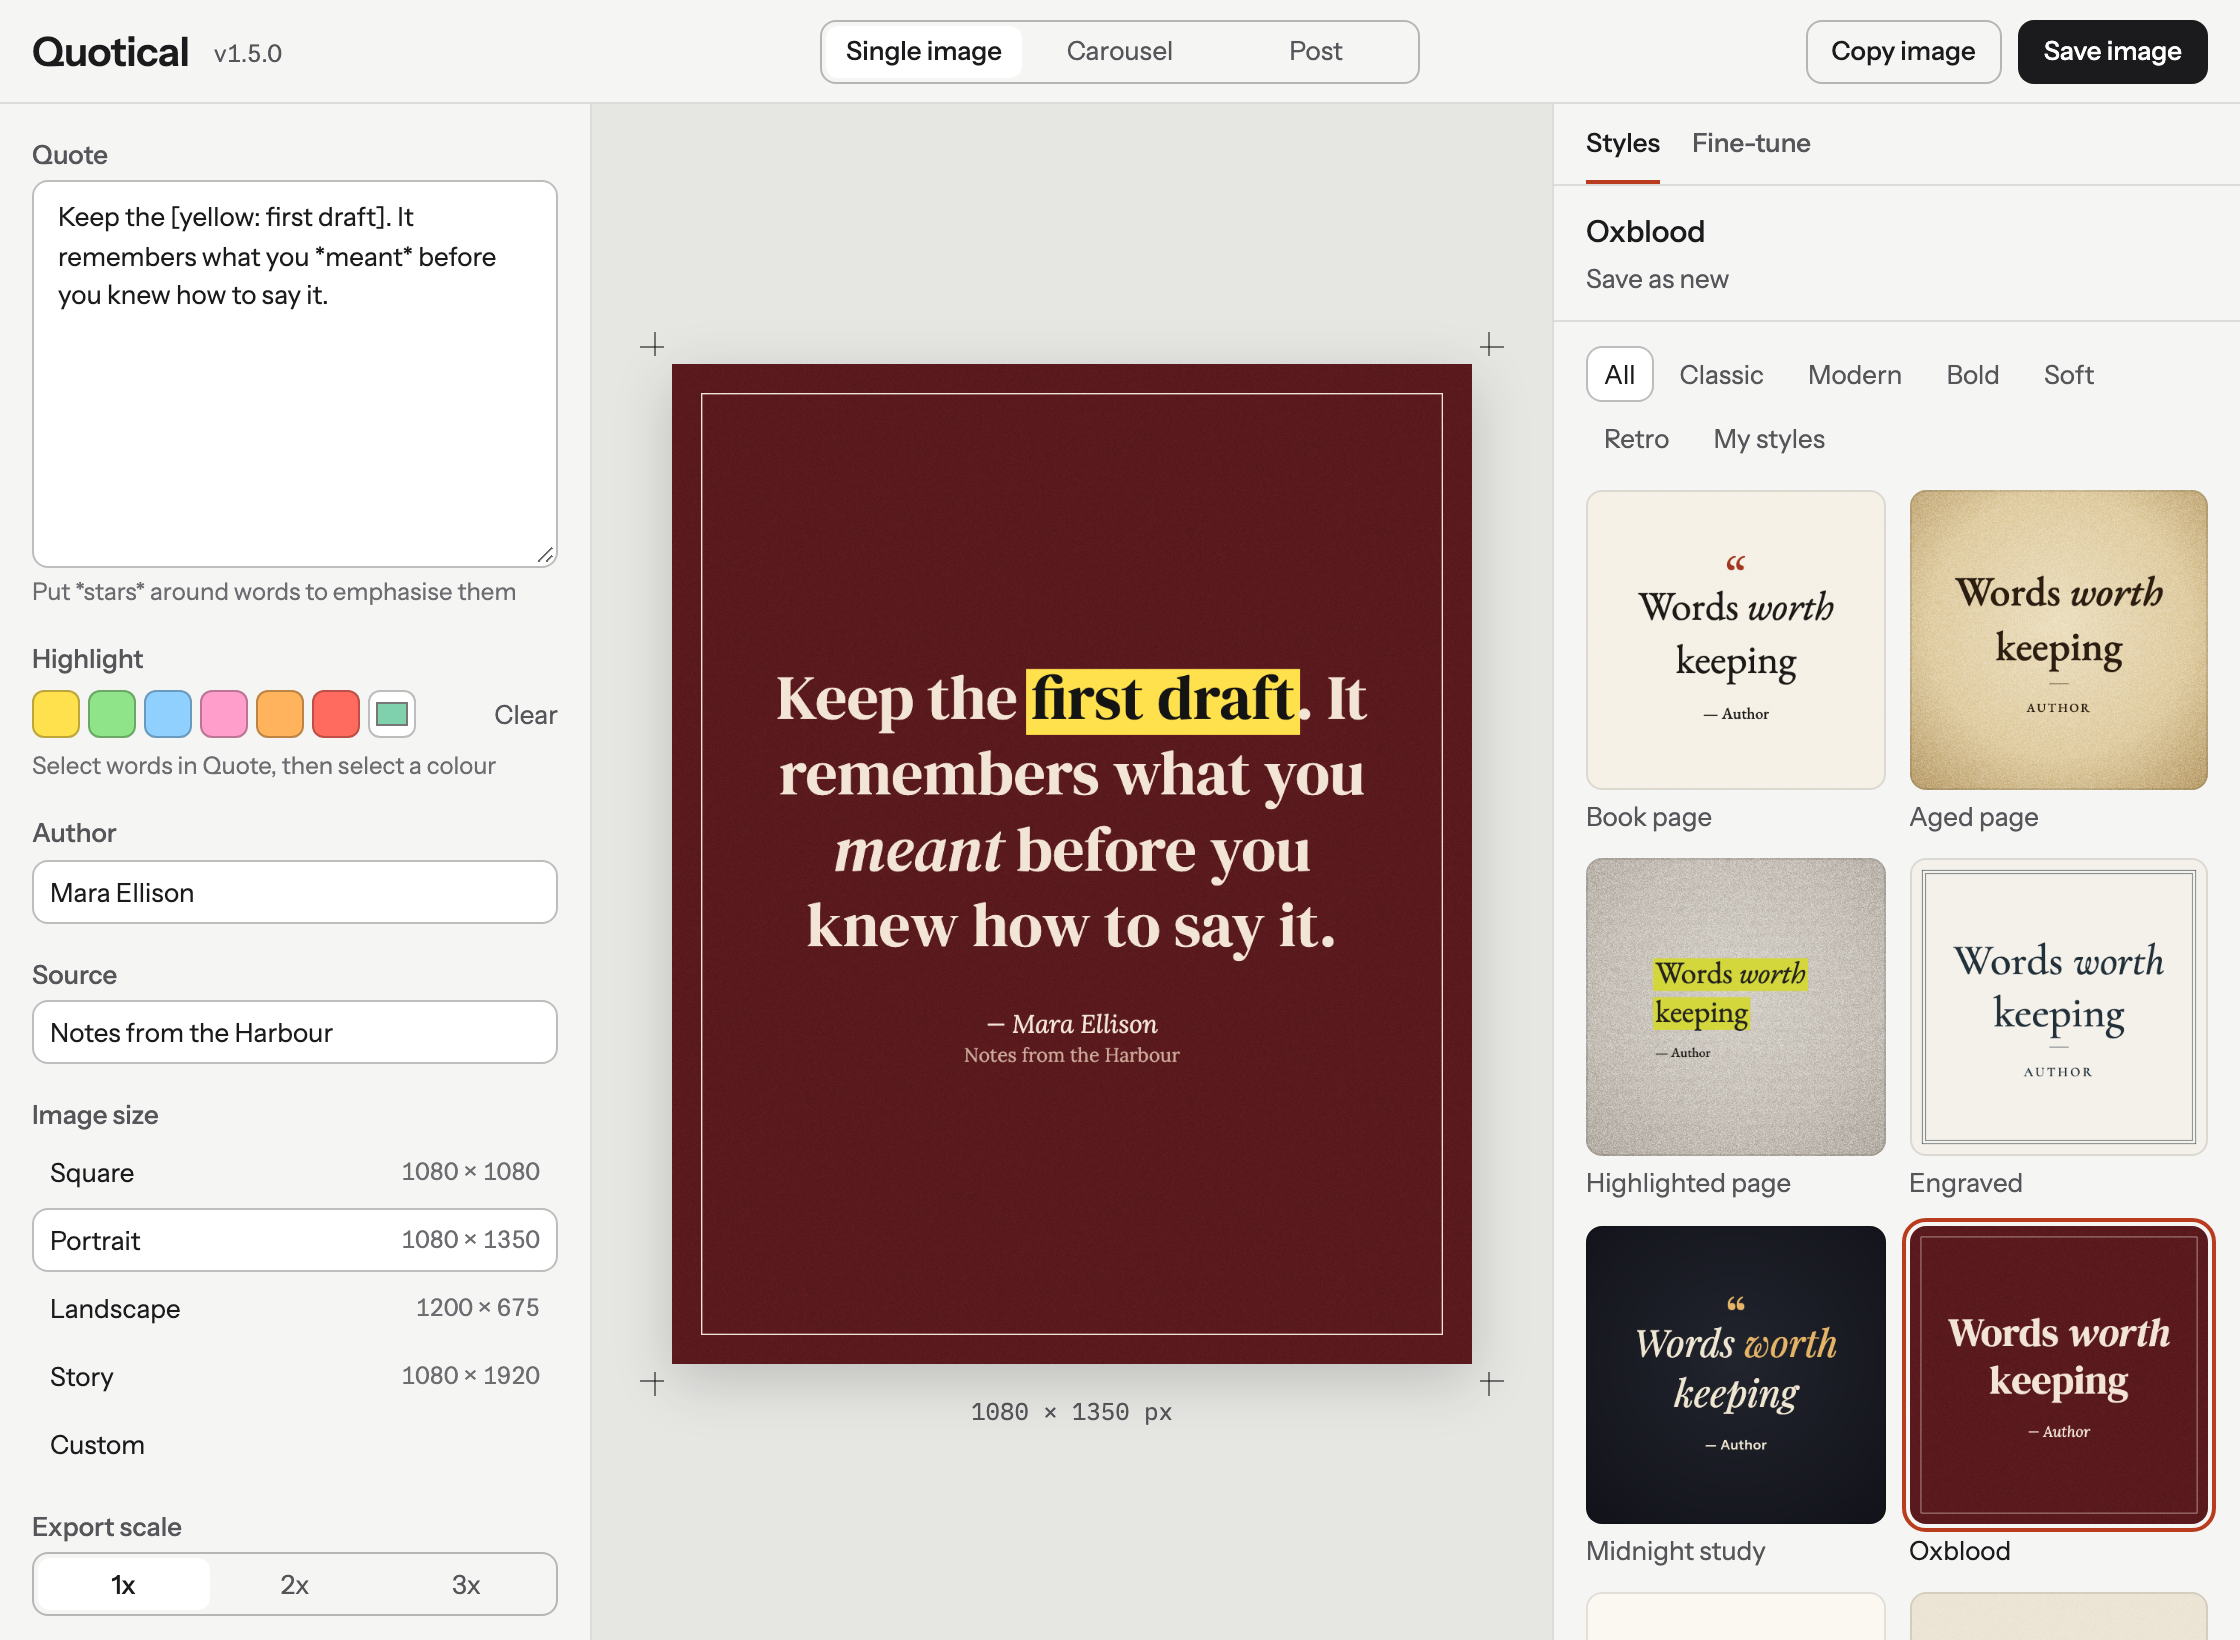 Quotical v1.5.0
Single image Carousel Post
Copy image Save image
Quote
Keep the [yellow: first draft]. It
remembers what you *meant* before
you knew how to say it.
Put *stars* around words to emphasise them
Highlight
Clear
Select words in Quote, then select a colour
Author
Mara Ellison
Source
Notes from the Harbour
Image size
Square 1080 × 1080
Portrait 1080 × 1350
Landscape 1200 × 675
Story 1080 × 1920
Custom
Export scale
1x 2x 3x
Keep the first draft. It
remembers what you
meant before you
knew how to say it.
— Mara Ellison
Notes from the Harbour
1080 × 1350 px
Styles Fine-tune
Oxblood
Save as new
All Classic Modern Bold Soft
Retro My styles
“
Words worth
keeping
— Author
Book page
Words worth
keeping
AUTHOR
Aged page
Words worth
keeping
— Author
Highlighted page
Words worth
keeping
AUTHOR
Engraved
“
Words worth
keeping
— Author
Midnight study
Words worth
keeping
— Author
Oxblood